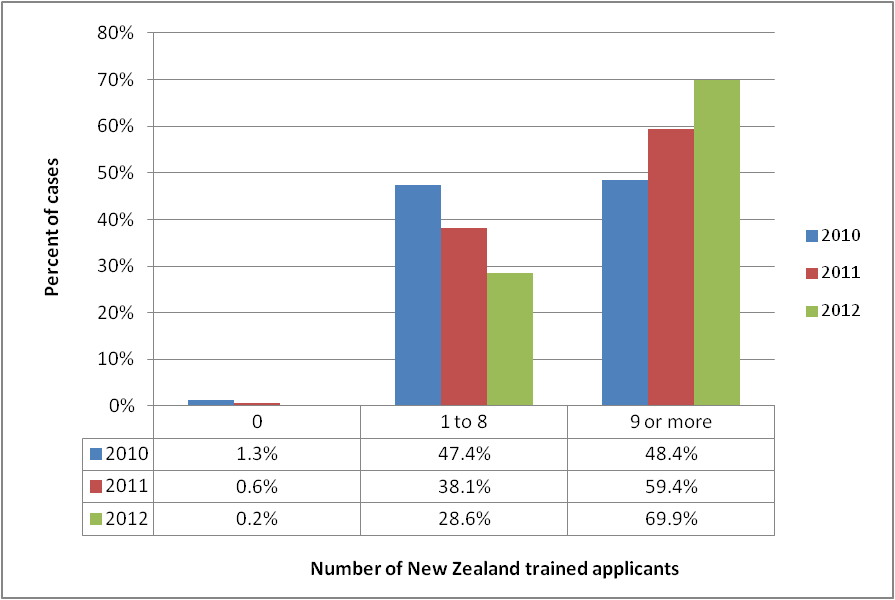 80%
70%
60%
50%
40%
30%
20%
10%
0%
Percent of cases
2010
2011
2012
0 1 to 8 9 or more
2010 1.3% 47.4% 48.4%
2011 0.6% 38.1% 59.4%
2012 0.2% 28.6% 69.9%
Number of New Zealand trained applicants